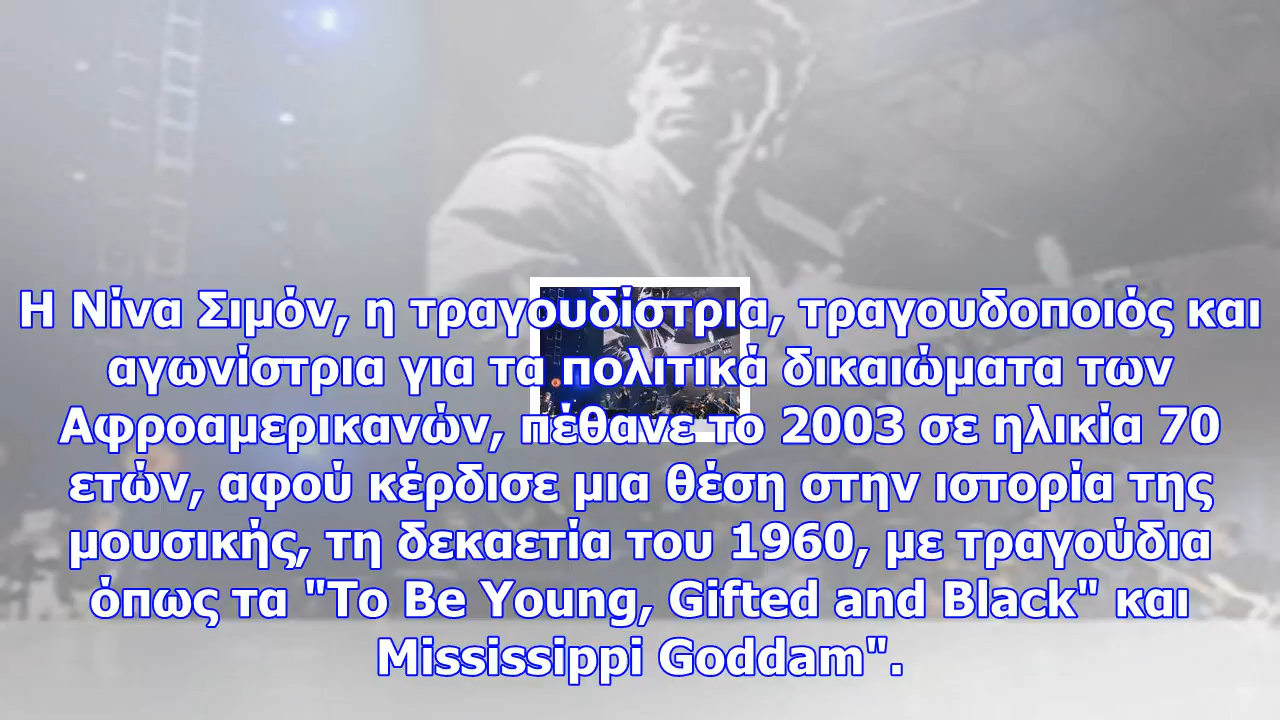 Η Νίνα Σιμόν, η τραγουδίστρια, τραγουδοποιός και
αγωνίστρια για τα πολιτικά δικαιώματα των
Αφροαμερικανών, πέθανε το 2003 σε ηλικία 70
ετών, αφού κέρδισε μια θέση στην ιστορία της
μουσικής, τη δεκαετία του 1960, με τραγούδια
όπως τα "To Be Young, Gifted and Black" και
Mississippi Goddam".